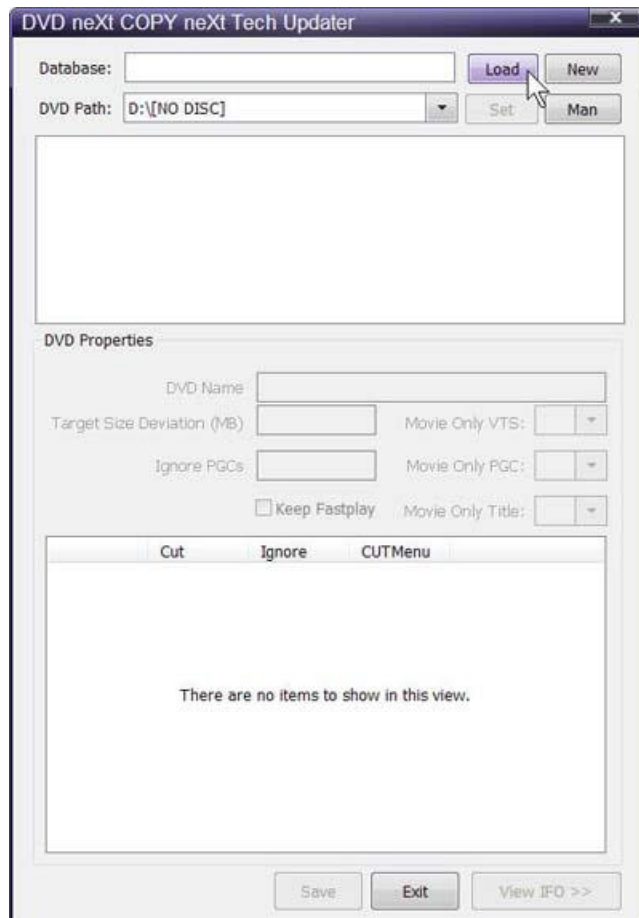 DVD neXt COPY neXt Tech Updater
Database: Load New
DVD Path: D:\[NO DISC] Set Man
DVD Properties
DVD Name
Target Size Deviation (MB) Movie Only VTS:
Ignore PGCs Movie Only PGC:
Keep Fastplay Movie Only Title:
Cut Ignore CUTMenu
There are no items to show in this view.
Save Exit View IFO >>